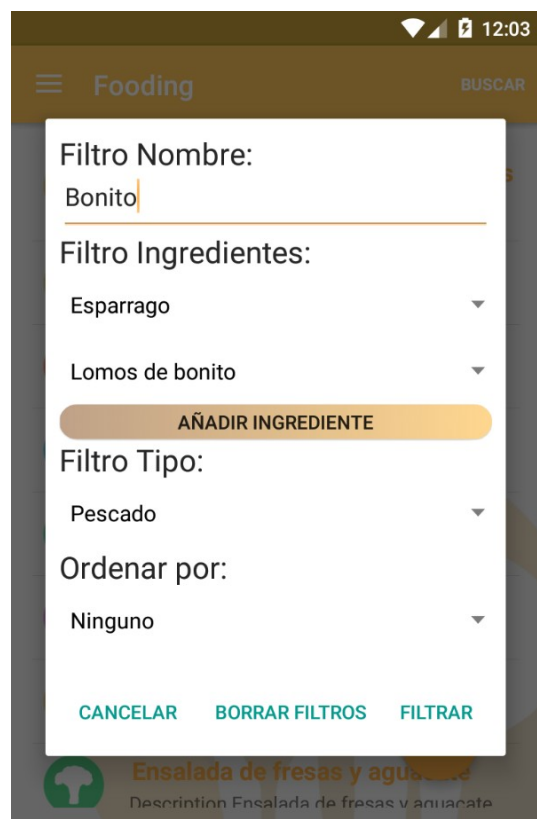 12:03
Fooding BUSCAR
s
Filtro Nombre:
Bonito
Filtro Ingredientes:
Esparrago
Lomos de bonito
AÑADIR INGREDIENTE
Filtro Tipo:
Pescado
Ordenar por:
Ninguno
CANCELAR BORRAR FILTROS FILTRAR
Ensalada de fresas y aguacate
Description Ensalada de fresas y aguacate